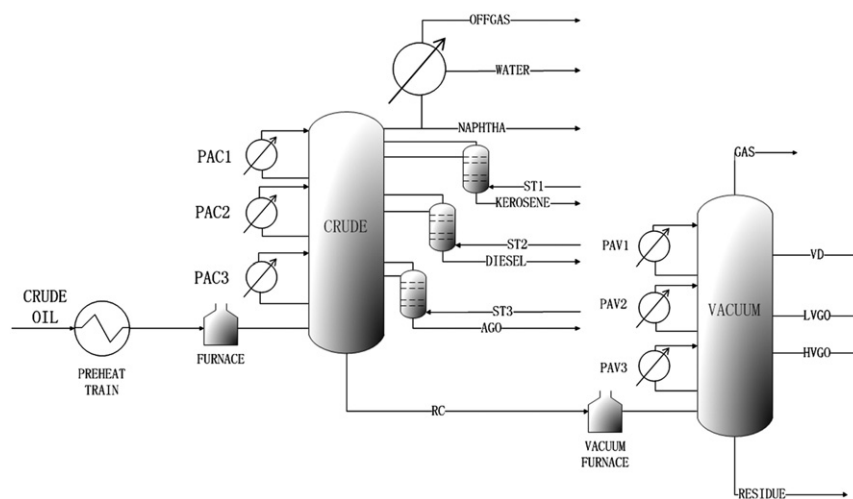 OFFGAS
WATER
NAPHTHA
PAC1
GAS
ST1
KEROSENE
PAC2
CRUDE
ST2
PAV1
VD
DIESEL
PAC3
CRUDE
OIL
ST3
PAV2
VACUUM
LVGO
AGO
FURNACE
HVGO
PREHEAT
TRAIN
PAV3
RC
VACUUM
FURNACE
RESIDUE